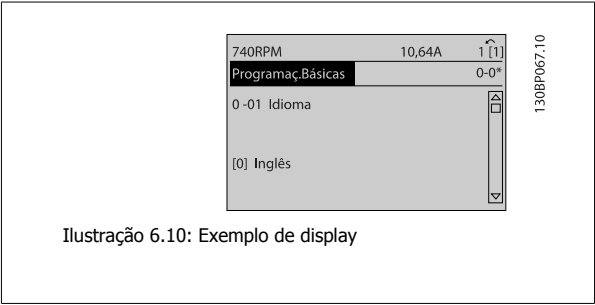 740RPM 10,64A 1 [1]
Programaç.Básicas 0-0*
0 -01 Idioma
[0] Inglês
130BP067.10
Ilustração 6.10: Exemplo de display